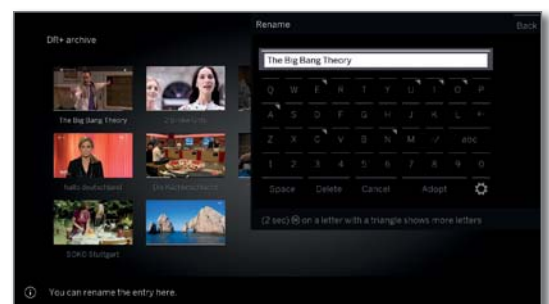 Rename
Back
DR+ archive
The Big Bang Theory
Q W E R T Y U I O P
A S D F G H J K L
Z X C V B N M abc
1 2 3 4 5 6 7 8 9 0
Space Delete Cancel Adopt
The Big Bang Theory
hallo deutschland
Die Küchenschlacht
(2 sec) on a letter with a triangle shows more letters
SOKO Stuttgart
You can rename the entry here.